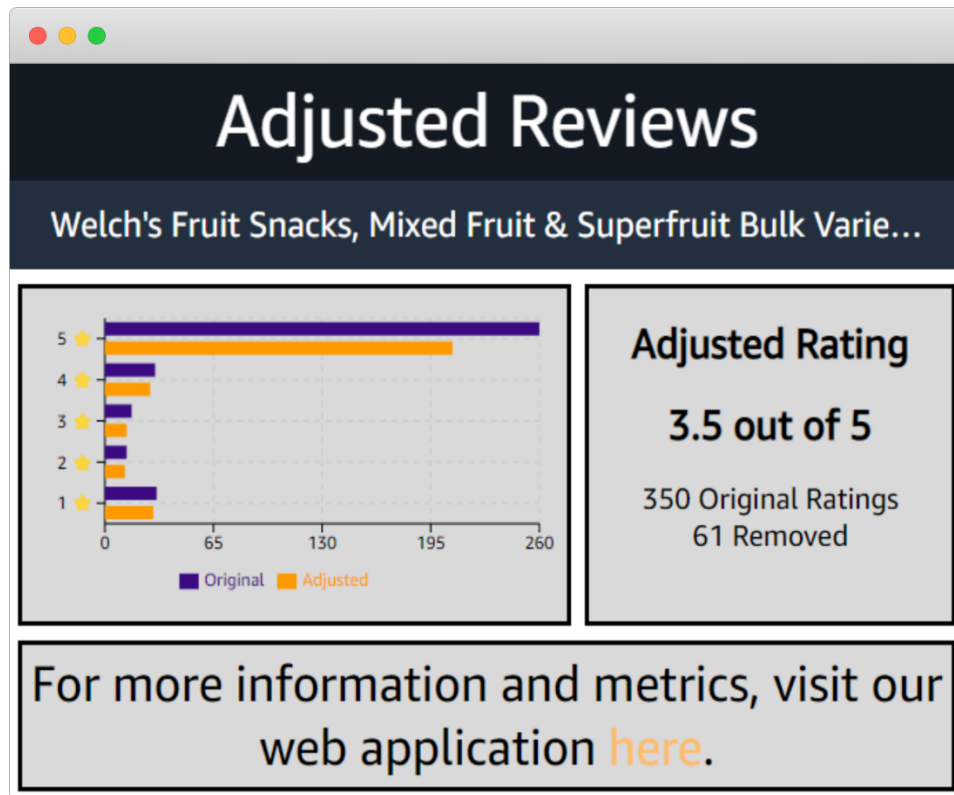 Adjusted Reviews
Welch's Fruit Snacks, Mixed Fruit & Superfruit Bulk Varie...
5
4
3
2
1
0 65 130 195 260
Original Adjusted
Adjusted Rating
3.5 out of 5
350 Original Ratings
61 Removed
For more information and metrics, visit our
web application here.